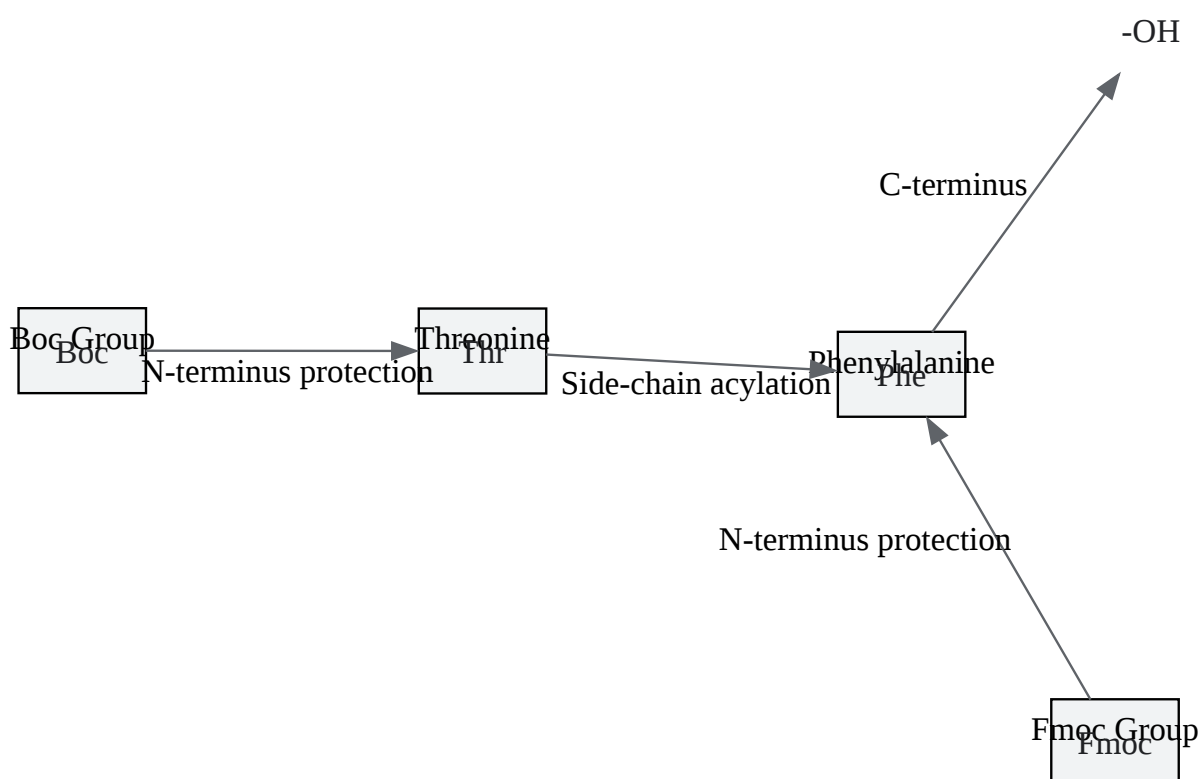 -OH
C-terminus
Boc Group
Boc
N-terminus protection
Threonine
Thr
Side-chain acylation
Phenylalanine
Phe
N-terminus protection
Fmoc Group
Fmoc